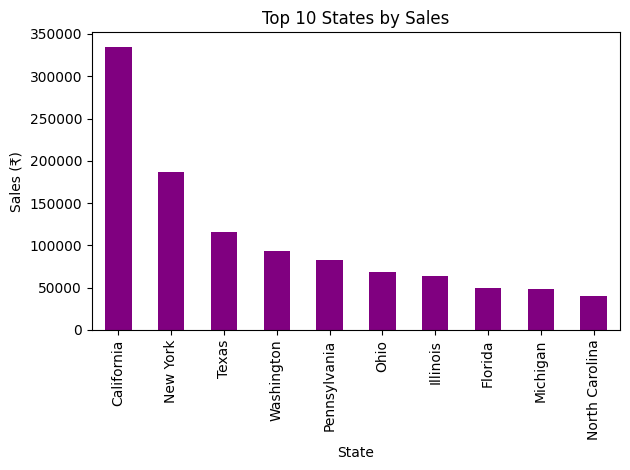 Top 10 States by Sales
Sales (₹)
350000
300000
250000
200000
150000
100000
50000
0
California
New York
Texas
Washington
Pennsylvania
Ohio
Illinois
Florida
Michigan
North Carolina
State